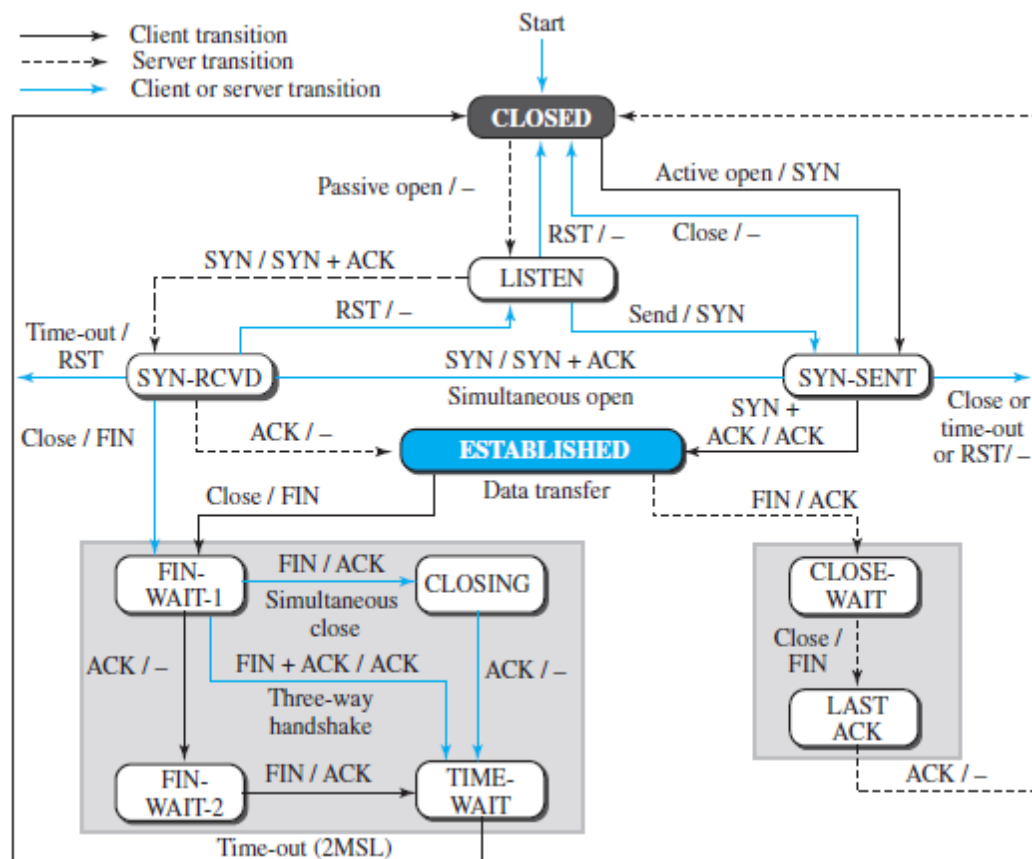 Start
Client transition
Server transition
Client or server transition
CLOSED
Passive open / –
Active open / SYN
RST / –
Close / –
SYN / SYN + ACK
LISTEN
RST / –
Send / SYN
Time-out /
RST
SYN-RCVD
SYN / SYN + ACK
Simultaneous open
SYN-SENT
Close or
time-out
or RST/ –
Close / FIN
ACK / –
SYN +
ACK / ACK
ESTABLISHED
Data transfer
Close / FIN
FIN / ACK
FIN-
WAIT-1
FIN / ACK
Simultaneous
close
CLOSING
CLOSE-
WAIT
ACK / –
FIN + ACK / ACK
Three-way
handshake
ACK / –
Close /
FIN
LAST
ACK
FIN-
WAIT-2
FIN / ACK
TIME-
WAIT
ACK / –
Time-out (2MSL)